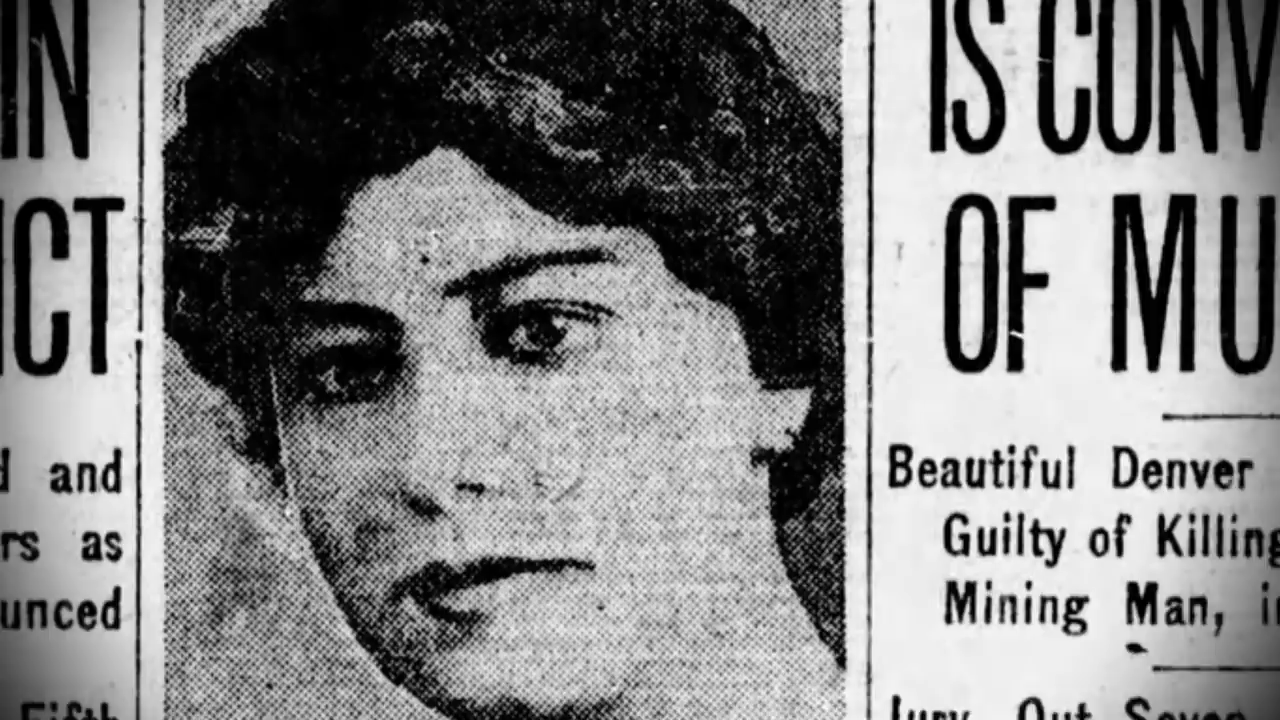 IN
ICT
d and
rs as
unced
Fifth
IS CONV
OF MU
Beautiful Denver
Guilty of Killing
Mining Man, i
Jury, Out Seven